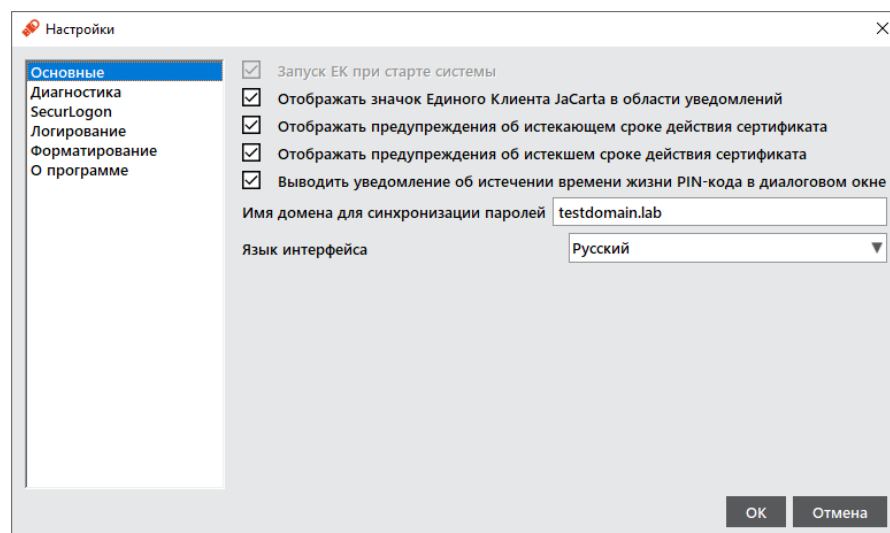 Настройки
Основные
Диагностика
SecurLogon
Логирование
Форматирование
О программе
Запуск ЕК при старте системы
Отображать значок Единого Клиента JaCarta в области уведомлений
Отображать предупреждения об истекающем сроке действия сертификата
Отображать предупреждения об истекшем сроке действия сертификата
Выводить уведомление об истечении времени жизни PIN-кода в диалоговом окне
Имя домена для синхронизации паролей testdomain.lab
Язык интерфейса Русский
ОК Отмена